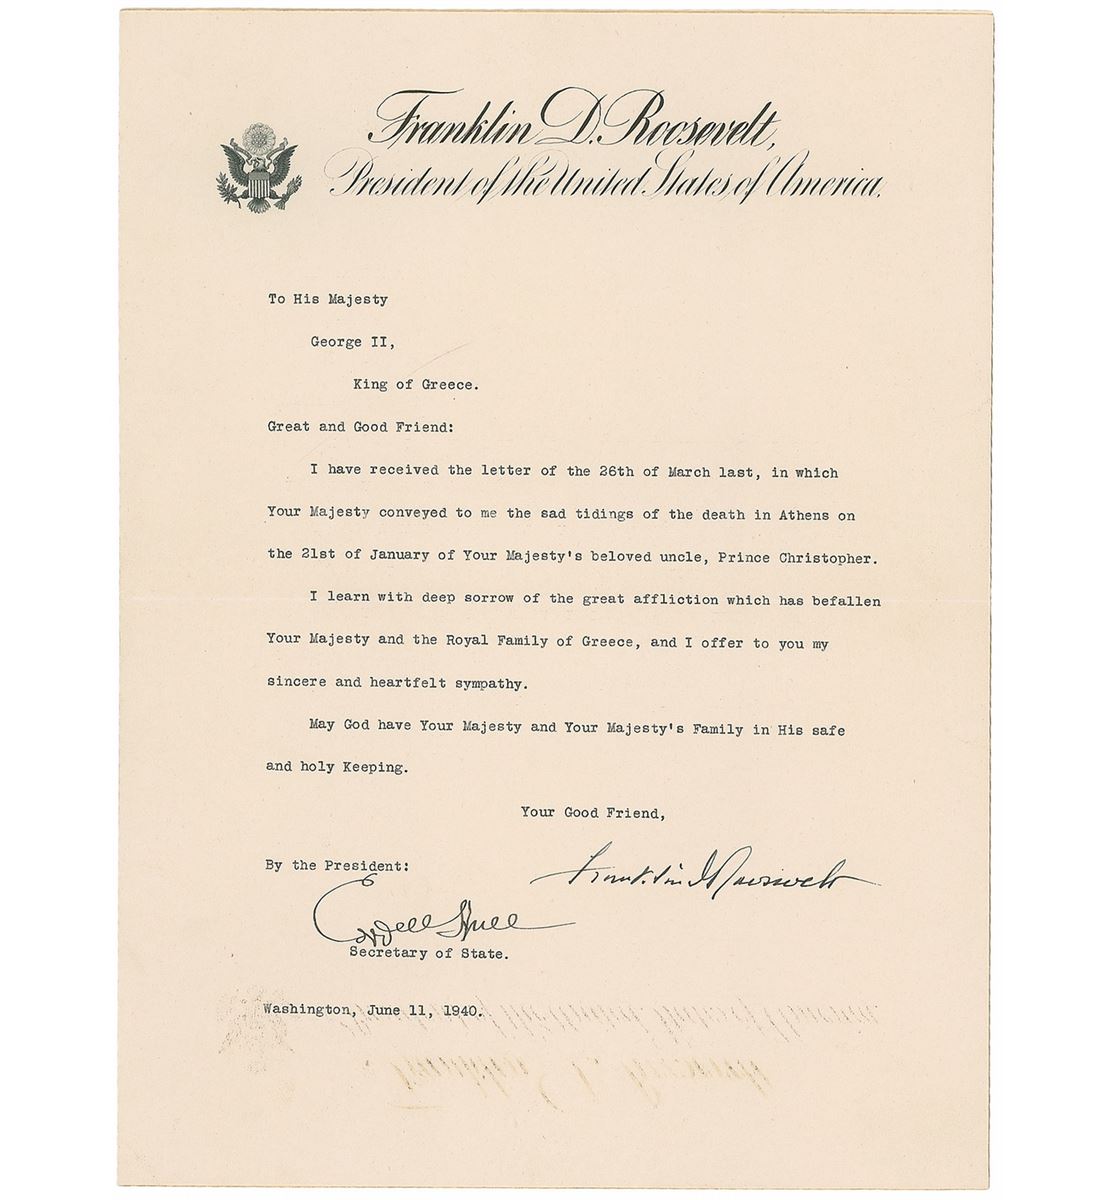 Franklin D. Roosevelt,
President of the United States of America,
To His Majesty
George II,
King of Greece.
Great and Good Friend:
I have received the letter of the 26th of March last, in which
Your Majesty conveyed to me the sad tidings of the death in Athens on
the 21st of January of Your Majesty's beloved uncle, Prince Christopher.
I learn with deep sorrow of the great affliction which has befallen
Your Majesty and the Royal Family of Greece, and I offer to you my
sincere and heartfelt sympathy.
May God have Your Majesty and Your Majesty's Family in His safe
and holy Keeping.
Your Good Friend,
By the President:
Franklin D Roosevelt
Cordell Hull
Secretary of State.
Washington, June 11, 1940.